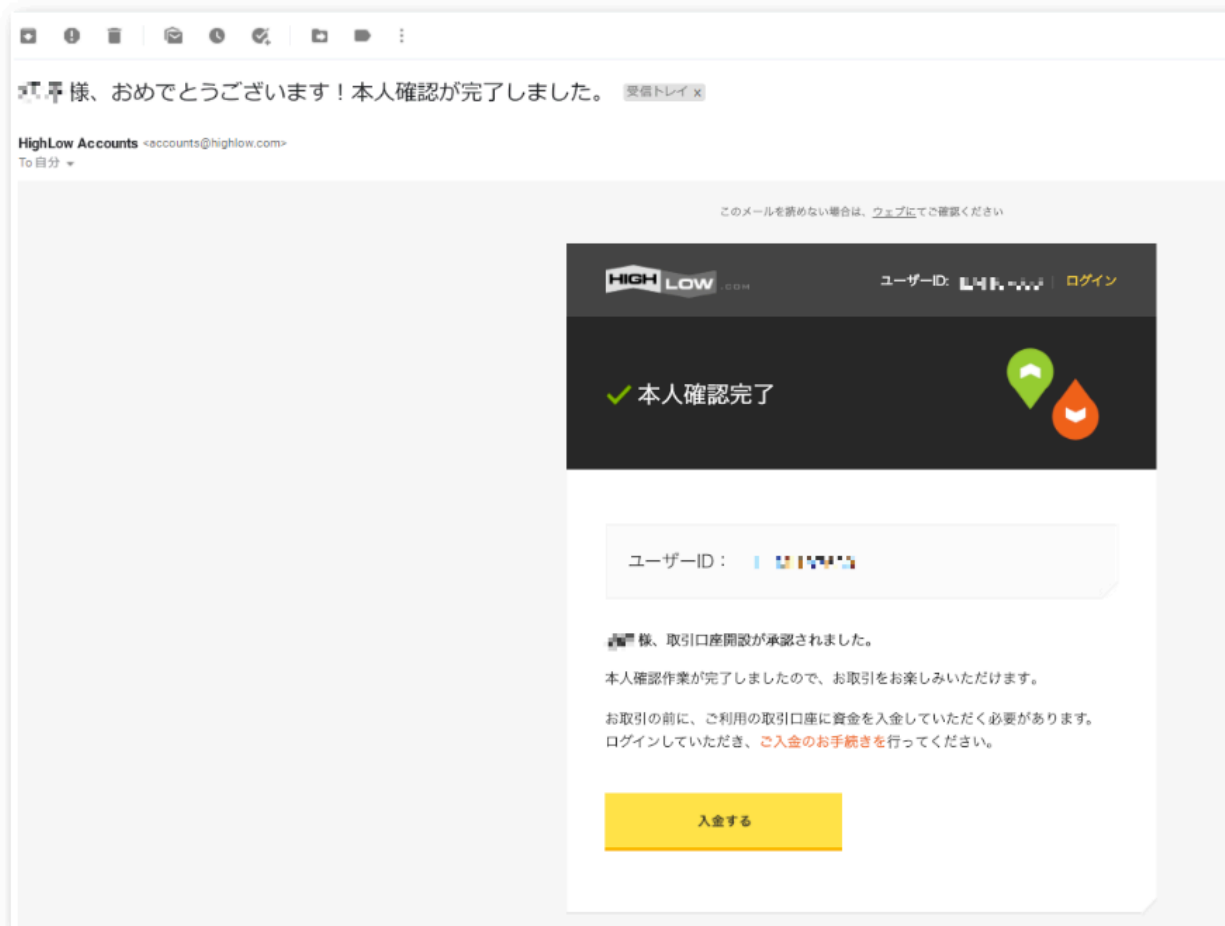 様、おめでとうございます！本人確認が完了しました。 受信トレイ x
HighLow Accounts <accounts@highlow.com>
To 自分
このメールを読めない場合は、ウェブにてご確認ください
HIGH LOW .COM ユーザーID: ログイン
本人確認完了
ユーザーID：
様、取引口座開設が承認されました。
本人確認作業が完了しましたので、お取引をお楽しみいただけます。
お取引の前に、ご利用の取引口座に資金を入金していただく必要があります。
ログインしていただき、ご入金のお手続きを行ってください。
入金する